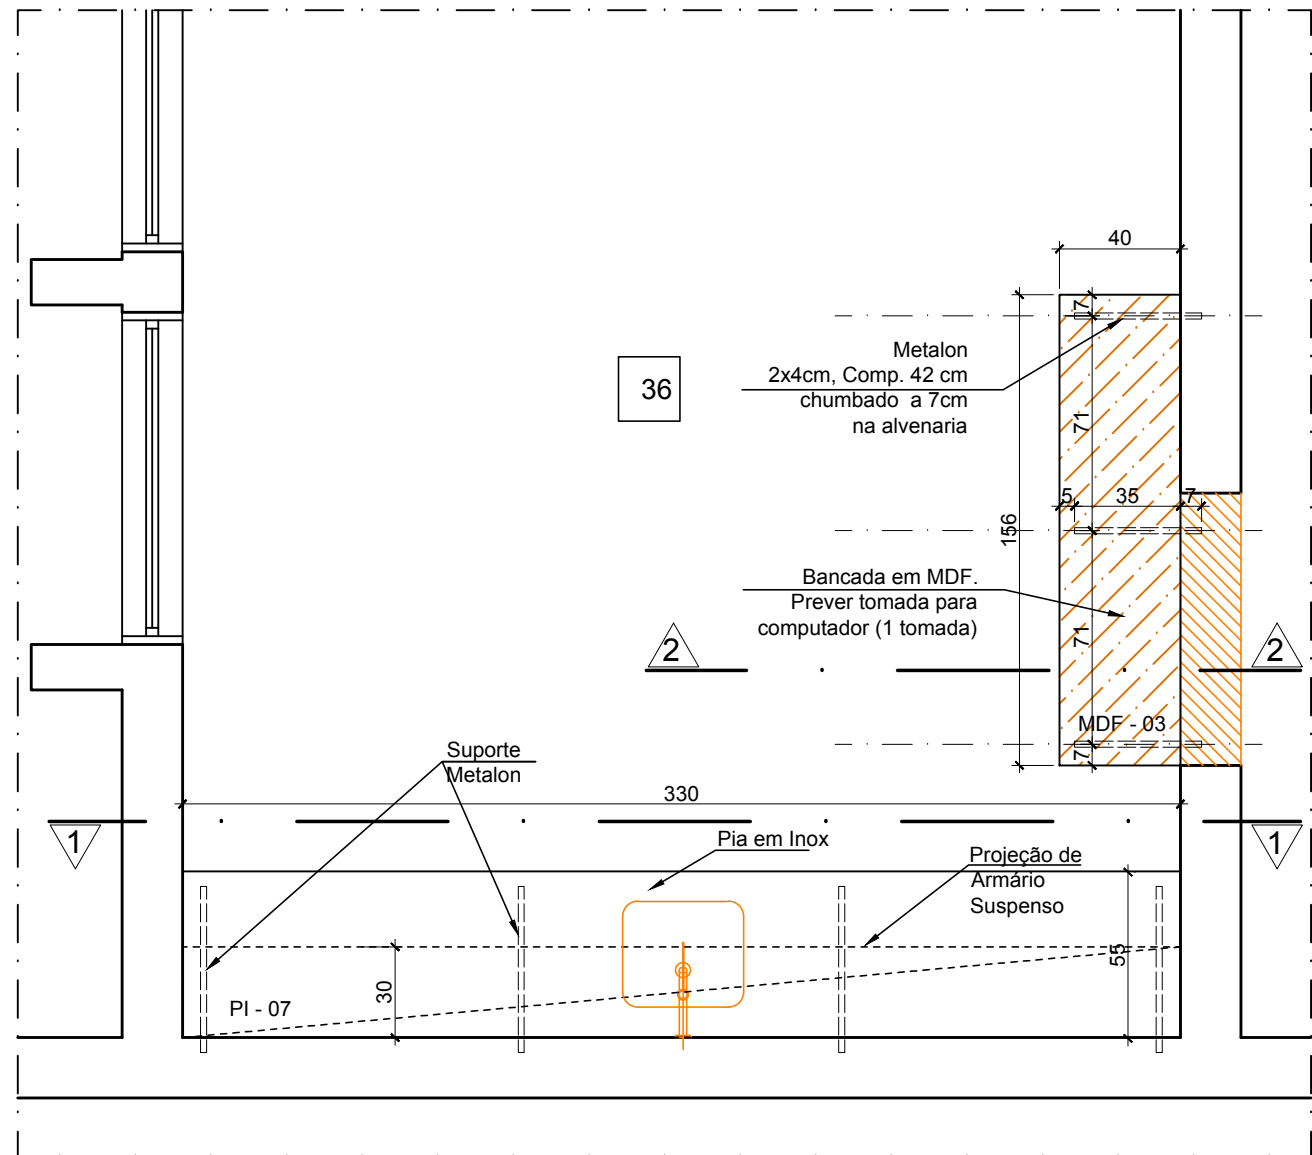 40
7
Metalon
2x4cm, Comp. 42 cm
chumbado a 7cm
na alvenaria
36
71
5
35
7
156
Bancada em MDF.
Prever tomada para
computador (1 tomada)
71
2
2
MDF - 03
7
Suporte
Metalon
330
1
1
Pia em Inox
Projeção de
Armário
Suspenso
55
30
PI - 07